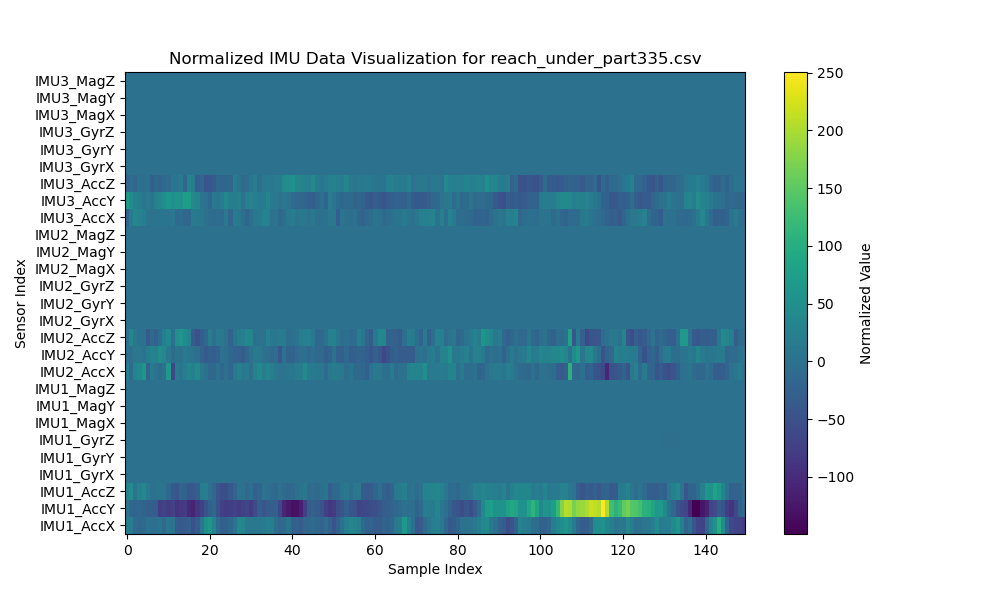 Normalized IMU Data Visualization for reach_under_part335.csv
Sensor Index
IMU3_MagZ
IMU3_MagY
IMU3_MagX
IMU3_GyrZ
IMU3_GyrY
IMU3_GyrX
IMU3_AccZ
IMU3_AccY
IMU3_AccX
IMU2_MagZ
IMU2_MagY
IMU2_MagX
IMU2_GyrZ
IMU2_GyrY
IMU2_GyrX
IMU2_AccZ
IMU2_AccY
IMU2_AccX
IMU1_MagZ
IMU1_MagY
IMU1_MagX
IMU1_GyrZ
IMU1_GyrY
IMU1_GyrX
IMU1_AccZ
IMU1_AccY
IMU1_AccX
0 20 40 60 80 100 120 140
Sample Index
250
200
150
100
50
0
−50
−100
Normalized Value